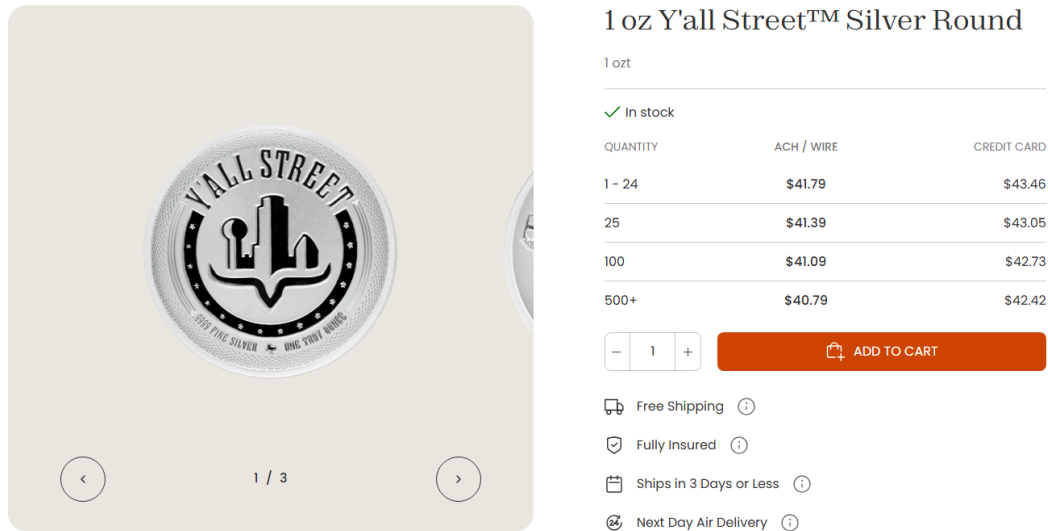 1 oz Y'all Street™ Silver Round
1 ozt
In stock
QUANTITY ACH / WIRE CREDIT CARD
1 - 24 $41.79 $43.46
25 $41.39 $43.05
100 $41.09 $42.73
500+ $40.79 $42.42
− 1 + ADD TO CART
Free Shipping
Fully Insured
Ships in 3 Days or Less
24 Next Day Air Delivery
Y'ALL STREET
.9999 FINE SILVER ONE TROY OUNCE
1 / 3